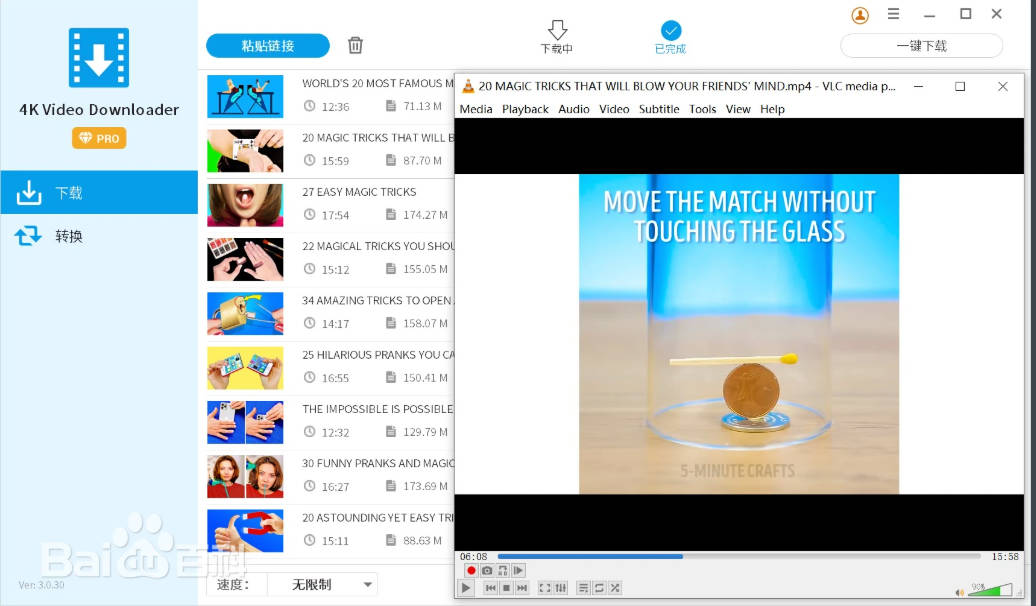 4K Video Downloader
PRO
下载
转换
Ver: 3.0.30
粘贴链接
下载中
已完成
一键下载
WORLD'S 20 MOST FAMOUS M
12:36 71.13 M
20 MAGIC TRICKS THAT WILL B
15:59 87.70 M
27 EASY MAGIC TRICKS
17:54 174.27 M
22 MAGICAL TRICKS YOU SHOU
15:12 155.05 M
34 AMAZING TRICKS TO OPEN
14:17 158.07 M
25 HILARIOUS PRANKS YOU CA
16:55 150.41 M
THE IMPOSSIBLE IS POSSIBLE
12:32 129.79 M
30 FUNNY PRANKS AND MAGIC
16:27 173.69 M
20 ASTOUNDING YET EASY TRI
15:11 88.63 M
速度: 无限制
20 MAGIC TRICKS THAT WILL BLOW YOUR FRIENDS' MIND.mp4 - VLC media p...
Media Playback Audio Video Subtitle Tools View Help
MOVE THE MATCH WITHOUT
TOUCHING THE GLASS
5-MINUTE CRAFTS
06:08 15:58
90%
Bai百科